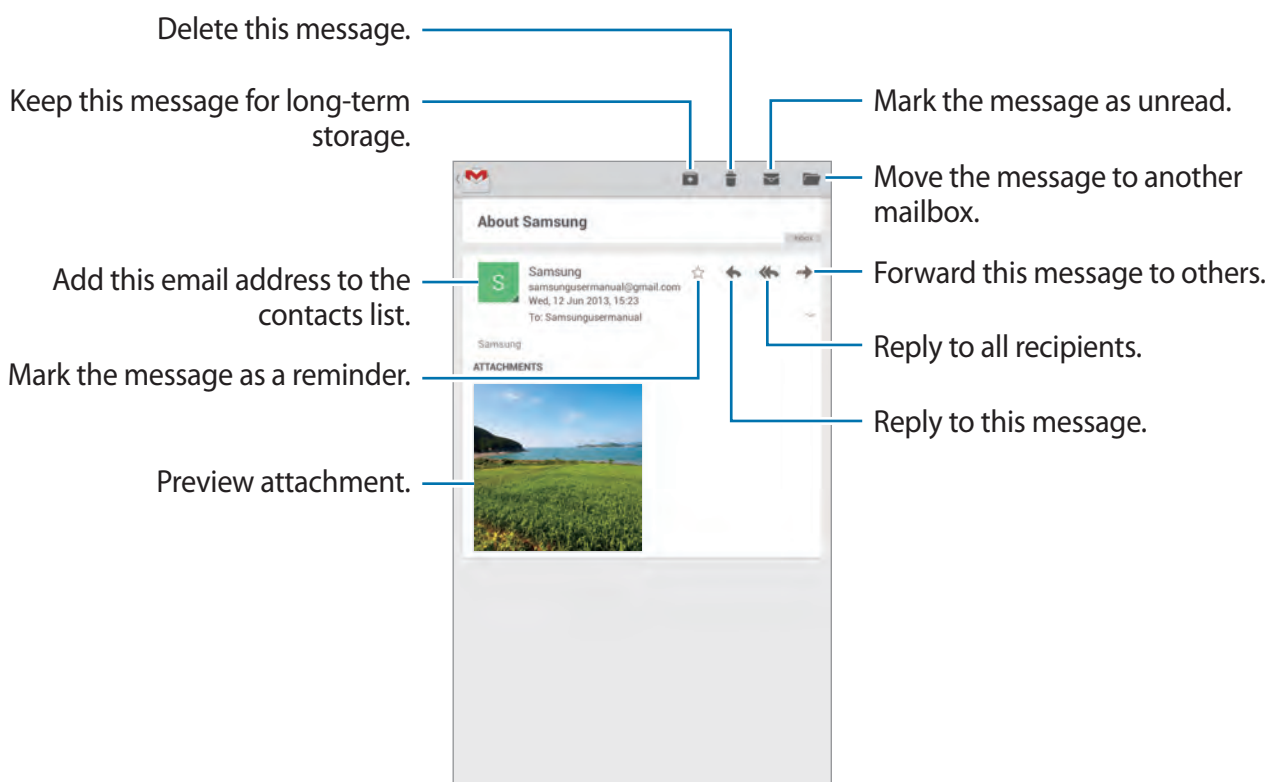 Delete this message.
Keep this message for long-term
storage.
Mark the message as unread.
Move the message to another
mailbox.
About Samsung
Inbox
Add this email address to the
contacts list.
S
Samsung
samsungusermanual@gmail.com
Wed, 12 Jun 2013, 15:23
To: Samsungusermanual
Forward this message to others.
Samsung
Reply to all recipients.
ATTACHMENTS
Mark the message as a reminder.
Reply to this message.
Preview attachment.